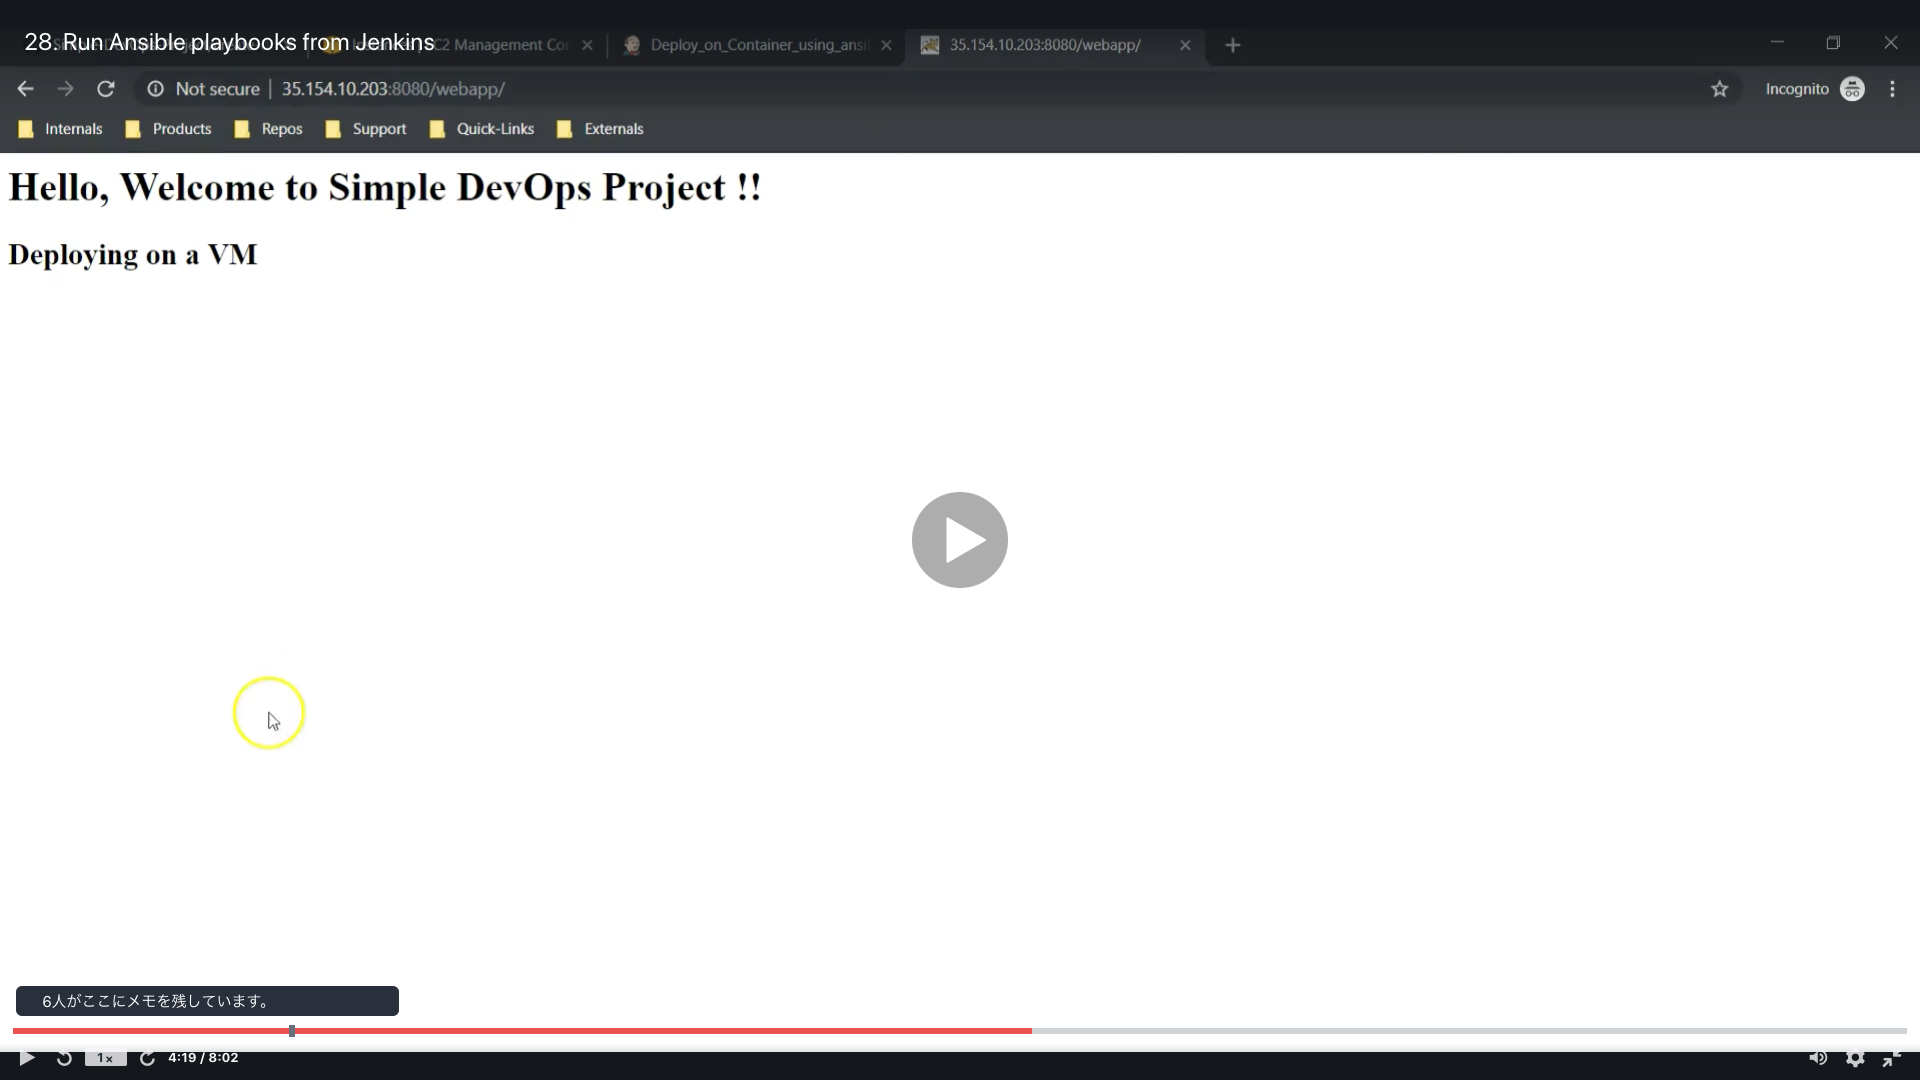 28. Run Ansible playbooks from Jenkins
C2 Management Con
Deploy_on_Container_using_ansi
35.154.10.203:8080/webapp/
Not secure
35.154.10.203:8080/webapp/
Incognito
Internals
Products
Repos
Support
Quick-Links
Externals
Hello, Welcome to Simple DevOps Project !!
Deploying on a VM
6人がここにメモを残しています。
1x
4:19 / 8:02